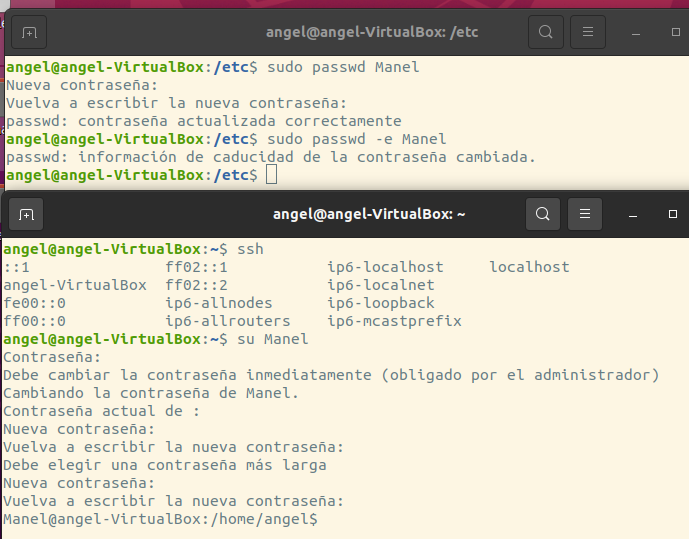 angel@angel-VirtualBox: /etc
angel@angel-VirtualBox:/etc$ sudo passwd Manel
Nueva contraseña:
Vuelva a escribir la nueva contraseña:
passwd: contraseña actualizada correctamente
angel@angel-VirtualBox:/etc$ sudo passwd -e Manel
passwd: información de caducidad de la contraseña cambiada.
angel@angel-VirtualBox:/etc$
angel@angel-VirtualBox: ~
angel@angel-VirtualBox:~$ ssh
::1 ff02::1 ip6-localhost localhost
angel-VirtualBox ff02::2 ip6-localnet
fe00::0 ip6-allnodes ip6-loopback
ff00::0 ip6-allrouters ip6-mcastprefix
angel@angel-VirtualBox:~$ su Manel
Contraseña:
Debe cambiar la contraseña inmediatamente (obligado por el administrador)
Cambiando la contraseña de Manel.
Contraseña actual de :
Nueva contraseña:
Vuelva a escribir la nueva contraseña:
Debe elegir una contraseña más larga
Nueva contraseña:
Vuelva a escribir la nueva contraseña:
Manel@angel-VirtualBox:/home/angel$